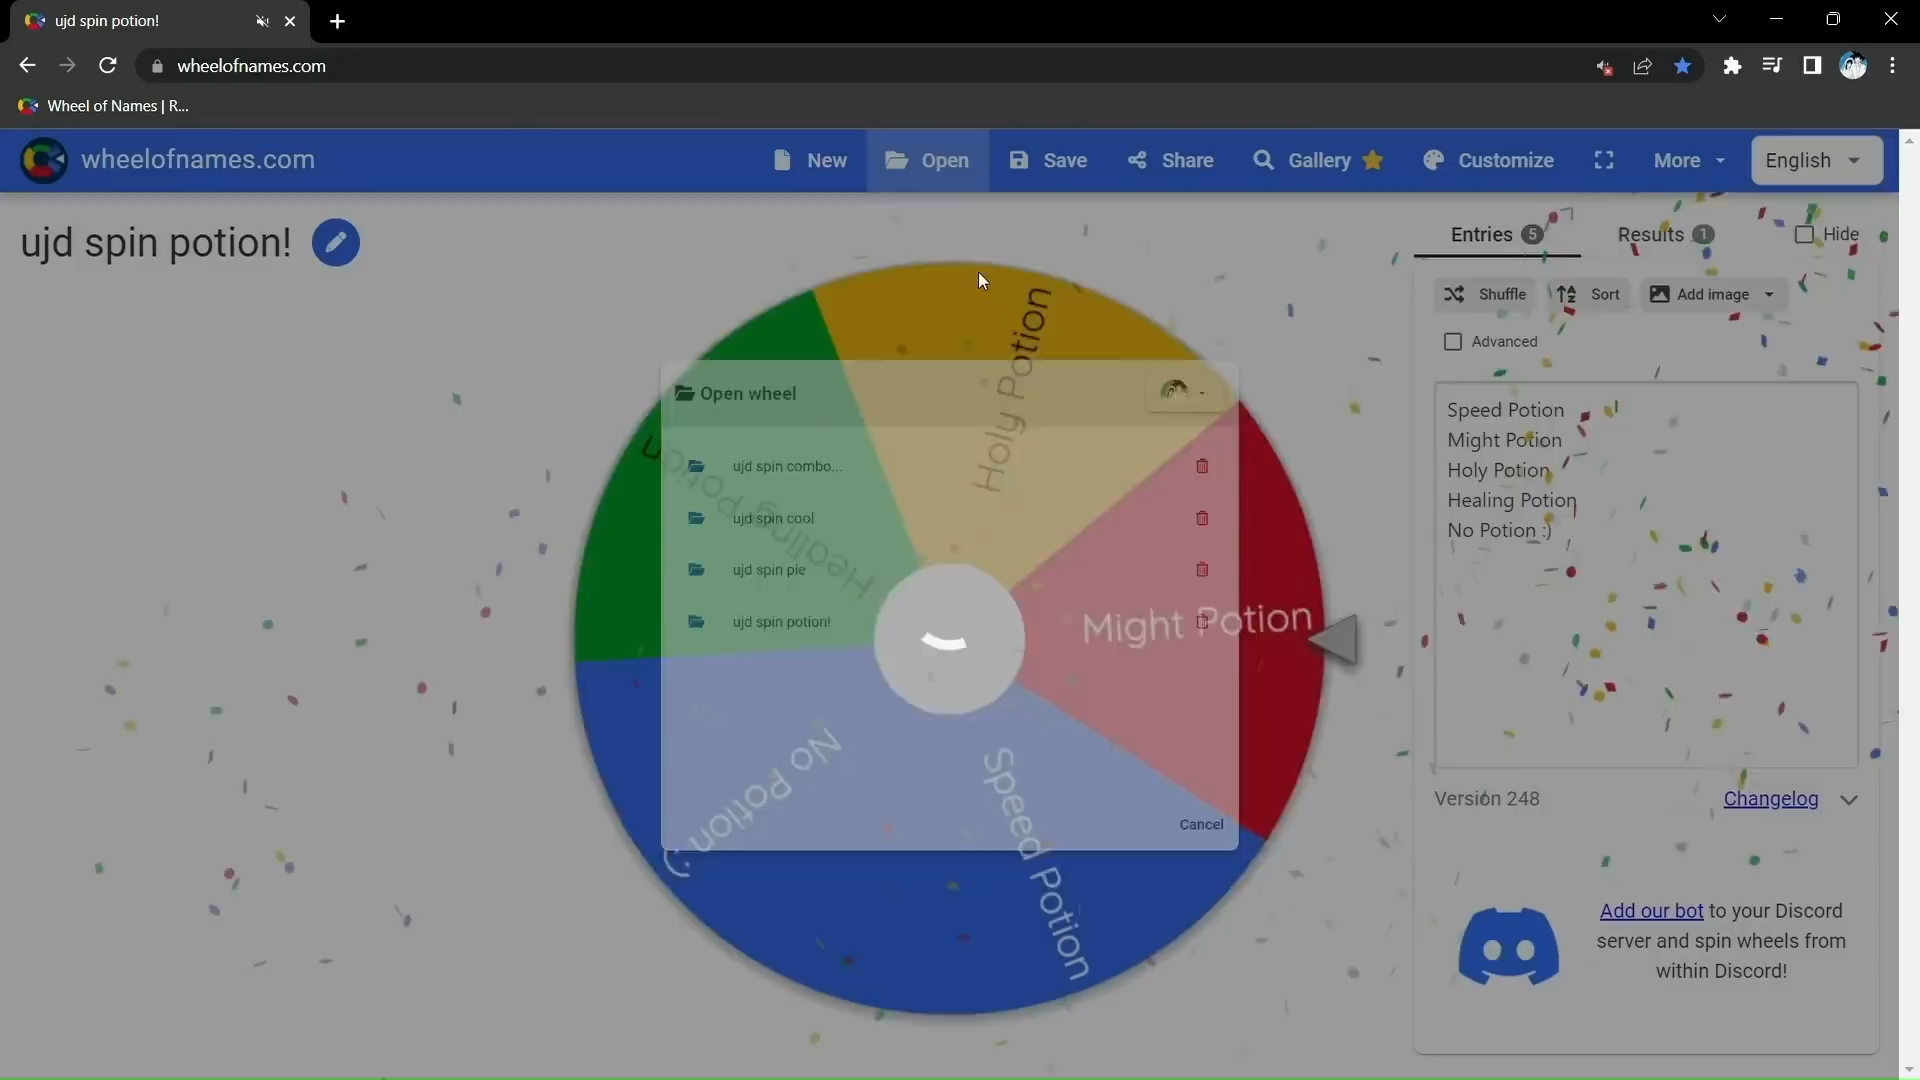 ujd spin potion!
wheelofnames.com
Wheel of Names | R...
wheelofnames.com
New
Open
Save
Share
Gallery
Customize
More
English
ujd spin potion!
Entries 5
Results 1
Hide
Shuffle
Sort
Add image
Advanced
Speed Potion
Might Potion
Holy Potion
Healing Potion
No Potion :)
Open wheel
ujd spin combo...
ujd spin cool
ujd spin pie
ujd spin potion!
Cancel
Holy Potion
Might Potion
Speed Potion
No Potion :)
Healing Potion
Version 248
Changelog
Add our bot to your Discord
server and spin wheels from
within Discord!